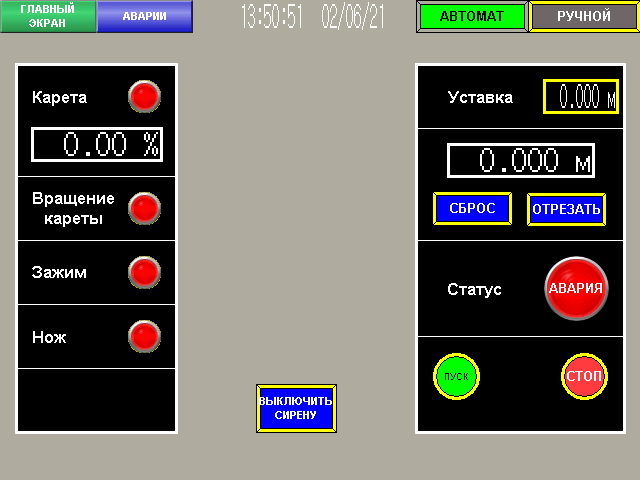 ГЛАВНЫЙ
ЭКРАН
АВАРИИ
13:50:51 02/06/21
АВТОМАТ
РУЧНОЙ
Карета
0.00 %
Вращение
кареты
Зажим
Нож
ВЫКЛЮЧИТЬ
СИРЕНУ
Уставка
0.000 м
0.000 м
СБРОС
ОТРЕЗАТЬ
Статус
АВАРИЯ
ПУСК
СТОП